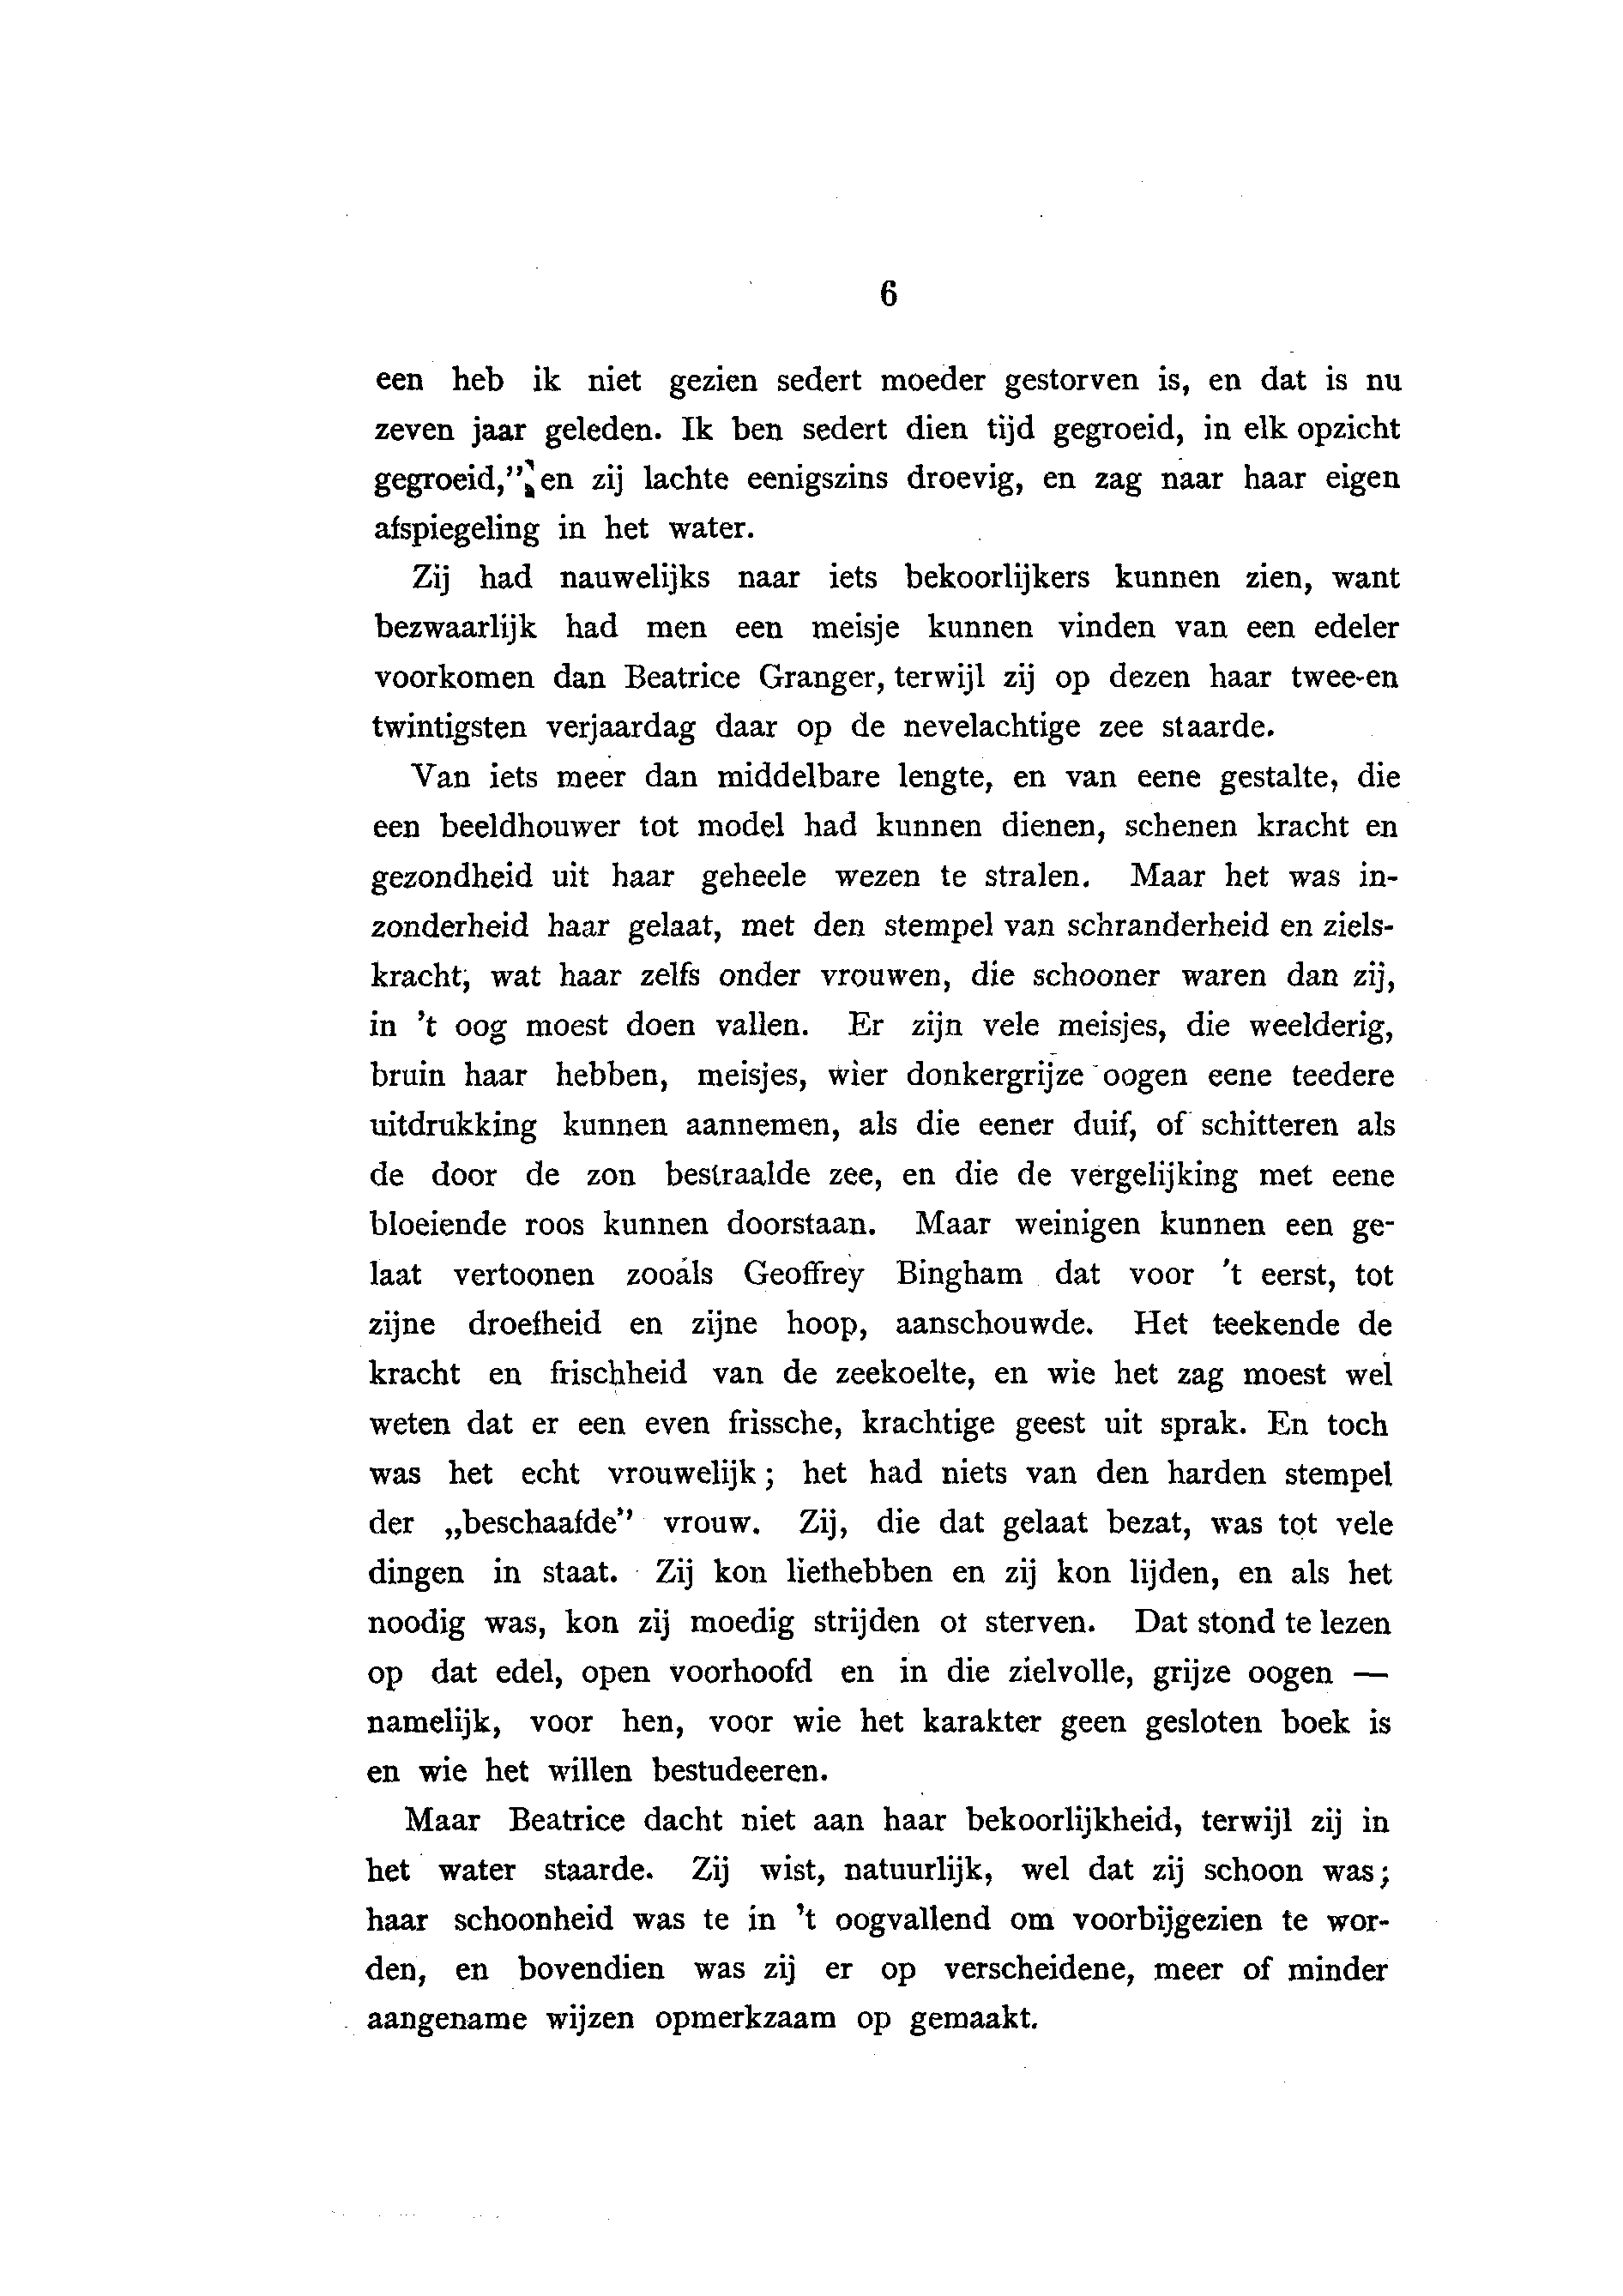 6
een heb ik niet gezien sedert moeder gestorven is, en dat is nu
zeven jaar geleden. Ik ben sedert dien tijd gegroeid, in elk opzicht
gegroeid,” en zij lachte eenigszins droevig, en zag naar haar eigen
afspiegeling in het water.
Zij had nauwelijks naar iets bekoorlijkers kunnen zien, want
bezwaarlijk had men een meisje kunnen vinden van een edeler
voorkomen dan Beatrice Granger, terwijl zij op dezen haar twee-en
twintigsten verjaardag daar op de nevelachtige zee staarde.
Van iets meer dan middelbare lengte, en van eene gestalte, die
een beeldhouwer tot model had kunnen dienen, schenen kracht en
gezondheid uit haar geheele wezen te stralen. Maar het was in-
zonderheid haar gelaat, met den stempel van schranderheid en ziels-
kracht, wat haar zelfs onder vrouwen, die schooner waren dan zij,
in ’t oog moest doen vallen. Er zijn vele meisjes, die weelderig,
bruin haar hebben, meisjes, wier donkergrijze oogen eene teedere
uitdrukking kunnen aannemen, als die eener duif, of schitteren als
de door de zon bestraalde zee, en die de vergelijking met eene
bloeiende roos kunnen doorstaan. Maar weinigen kunnen een ge-
laat vertoonen zooals Geoffrey Bingham dat voor ’t eerst, tot
zijne droefheid en zijne hoop, aanschouwde. Het teekende de
kracht en frischheid van de zeekoelte, en wie het zag moest wel
weten dat er een even frissche, krachtige geest uit sprak. En toch
was het echt vrouwelijk; het had niets van den harden stempel
der „beschaafde” vrouw. Zij, die dat gelaat bezat, was tot vele
dingen in staat. Zij kon liefhebben en zij kon lijden, en als het
noodig was, kon zij moedig strijden of sterven. Dat stond te lezen
op dat edel, open voorhoofd en in die zielvolle, grijze oogen —
namelijk, voor hen, voor wie het karakter geen gesloten boek is
en wie het willen bestudeeren.
Maar Beatrice dacht niet aan haar bekoorlijkheid, terwijl zij in
het water staarde. Zij wist, natuurlijk, wel dat zij schoon was;
haar schoonheid was te in ’t oogvallend om voorbijgezien te wor-
den, en bovendien was zij er op verscheidene, meer of minder
aangename wijzen opmerkzaam op gemaakt.